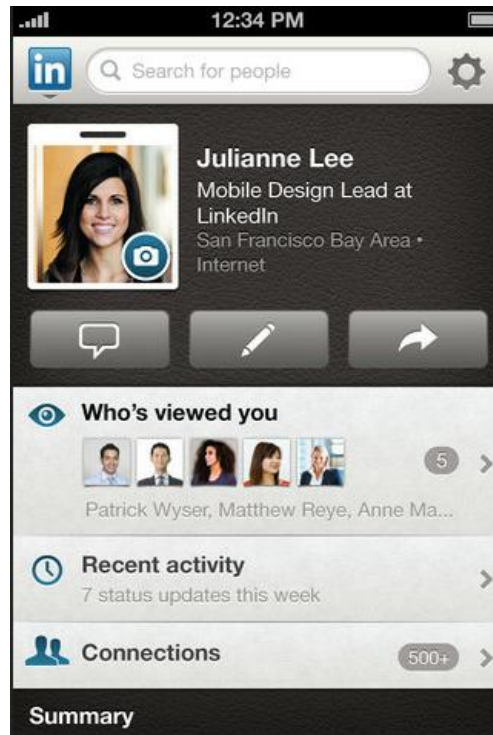 12:34 PM
in
Search for people
Julianne Lee
Mobile Design Lead at
LinkedIn
San Francisco Bay Area •
Internet
Who's viewed you
5
Patrick Wyser, Matthew Reye, Anne Ma...
Recent activity
7 status updates this week
Connections
500+
Summary